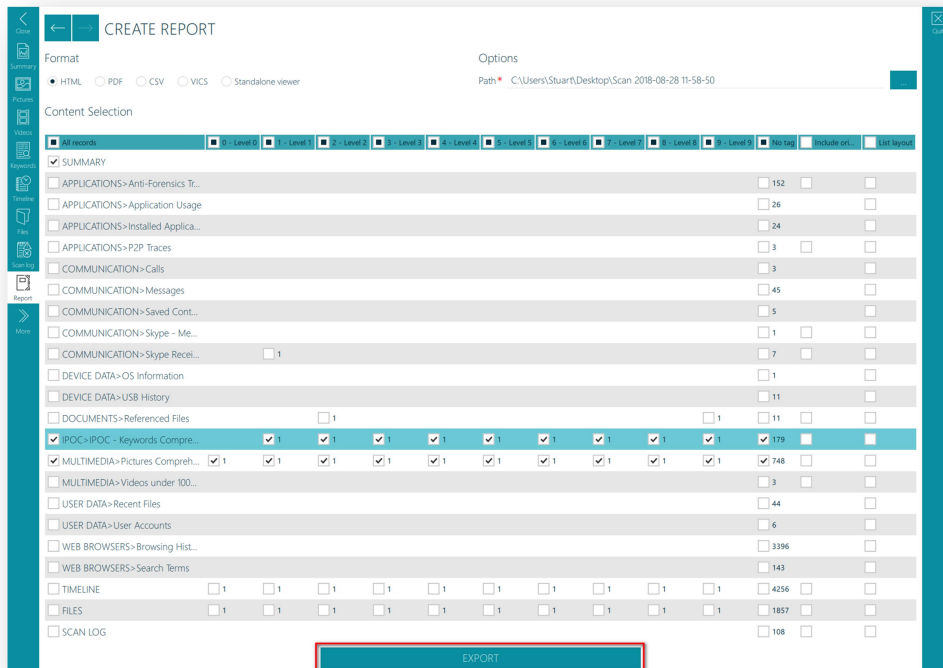 Close
Summary
Pictures
Videos
Keywords
Timeline
Files
Scan log
Report
More
Quit
CREATE REPORT
Format
HTML PDF CSV VICS Standalone viewer
Options
Path * C:\Users\Stuart\Desktop\Scan 2018-08-28 11-58-50 ...
Content Selection
All records 0 - Level 0 1 - Level 1 2 - Level 2 3 - Level 3 4 - Level 4 5 - Level 5 6 - Level 6 7 - Level 7 8 - Level 8 9 - Level 9 No tag Include ori... List layout
SUMMARY
APPLICATIONS>Anti-Forensics Tr... 152
APPLICATIONS>Application Usage 26
APPLICATIONS>Installed Applica... 24
APPLICATIONS>P2P Traces 3
COMMUNICATION>Calls 3
COMMUNICATION>Messages 45
COMMUNICATION>Saved Cont... 5
COMMUNICATION>Skype - Me... 1
COMMUNICATION>Skype Recei... 1 7
DEVICE DATA>OS Information 1
DEVICE DATA>USB History 11
DOCUMENTS>Referenced Files 1 1 11
IPOC>IPOC - Keywords Compre... 1 1 1 1 1 1 1 1 1 179
MULTIMEDIA>Pictures Compreh... 1 1 1 1 1 1 1 1 1 1 748
MULTIMEDIA>Videos under 100... 3
USER DATA>Recent Files 44
USER DATA>User Accounts 6
WEB BROWSERS>Browsing Hist... 3396
WEB BROWSERS>Search Terms 143
TIMELINE 1 1 1 1 1 1 1 1 1 1 4256
FILES 1 1 1 1 1 1 1 1 1 1 1857
SCAN LOG 108
EXPORT